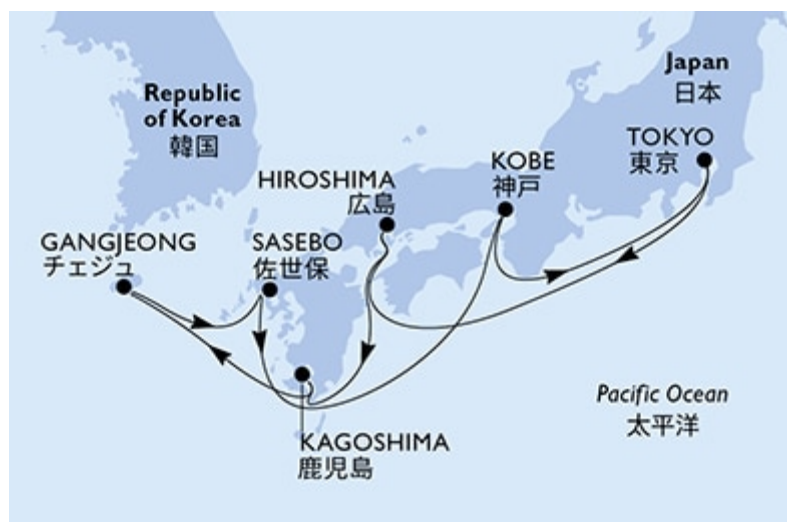 Japan
日本
Republic
of Korea
韓国
TOKYO
東京
KOBE
神戸
HIROSHIMA
広島
GANGJEONG
チェジュ
SASEBO
佐世保
Pacific Ocean
太平洋
KAGOSHIMA
鹿児島